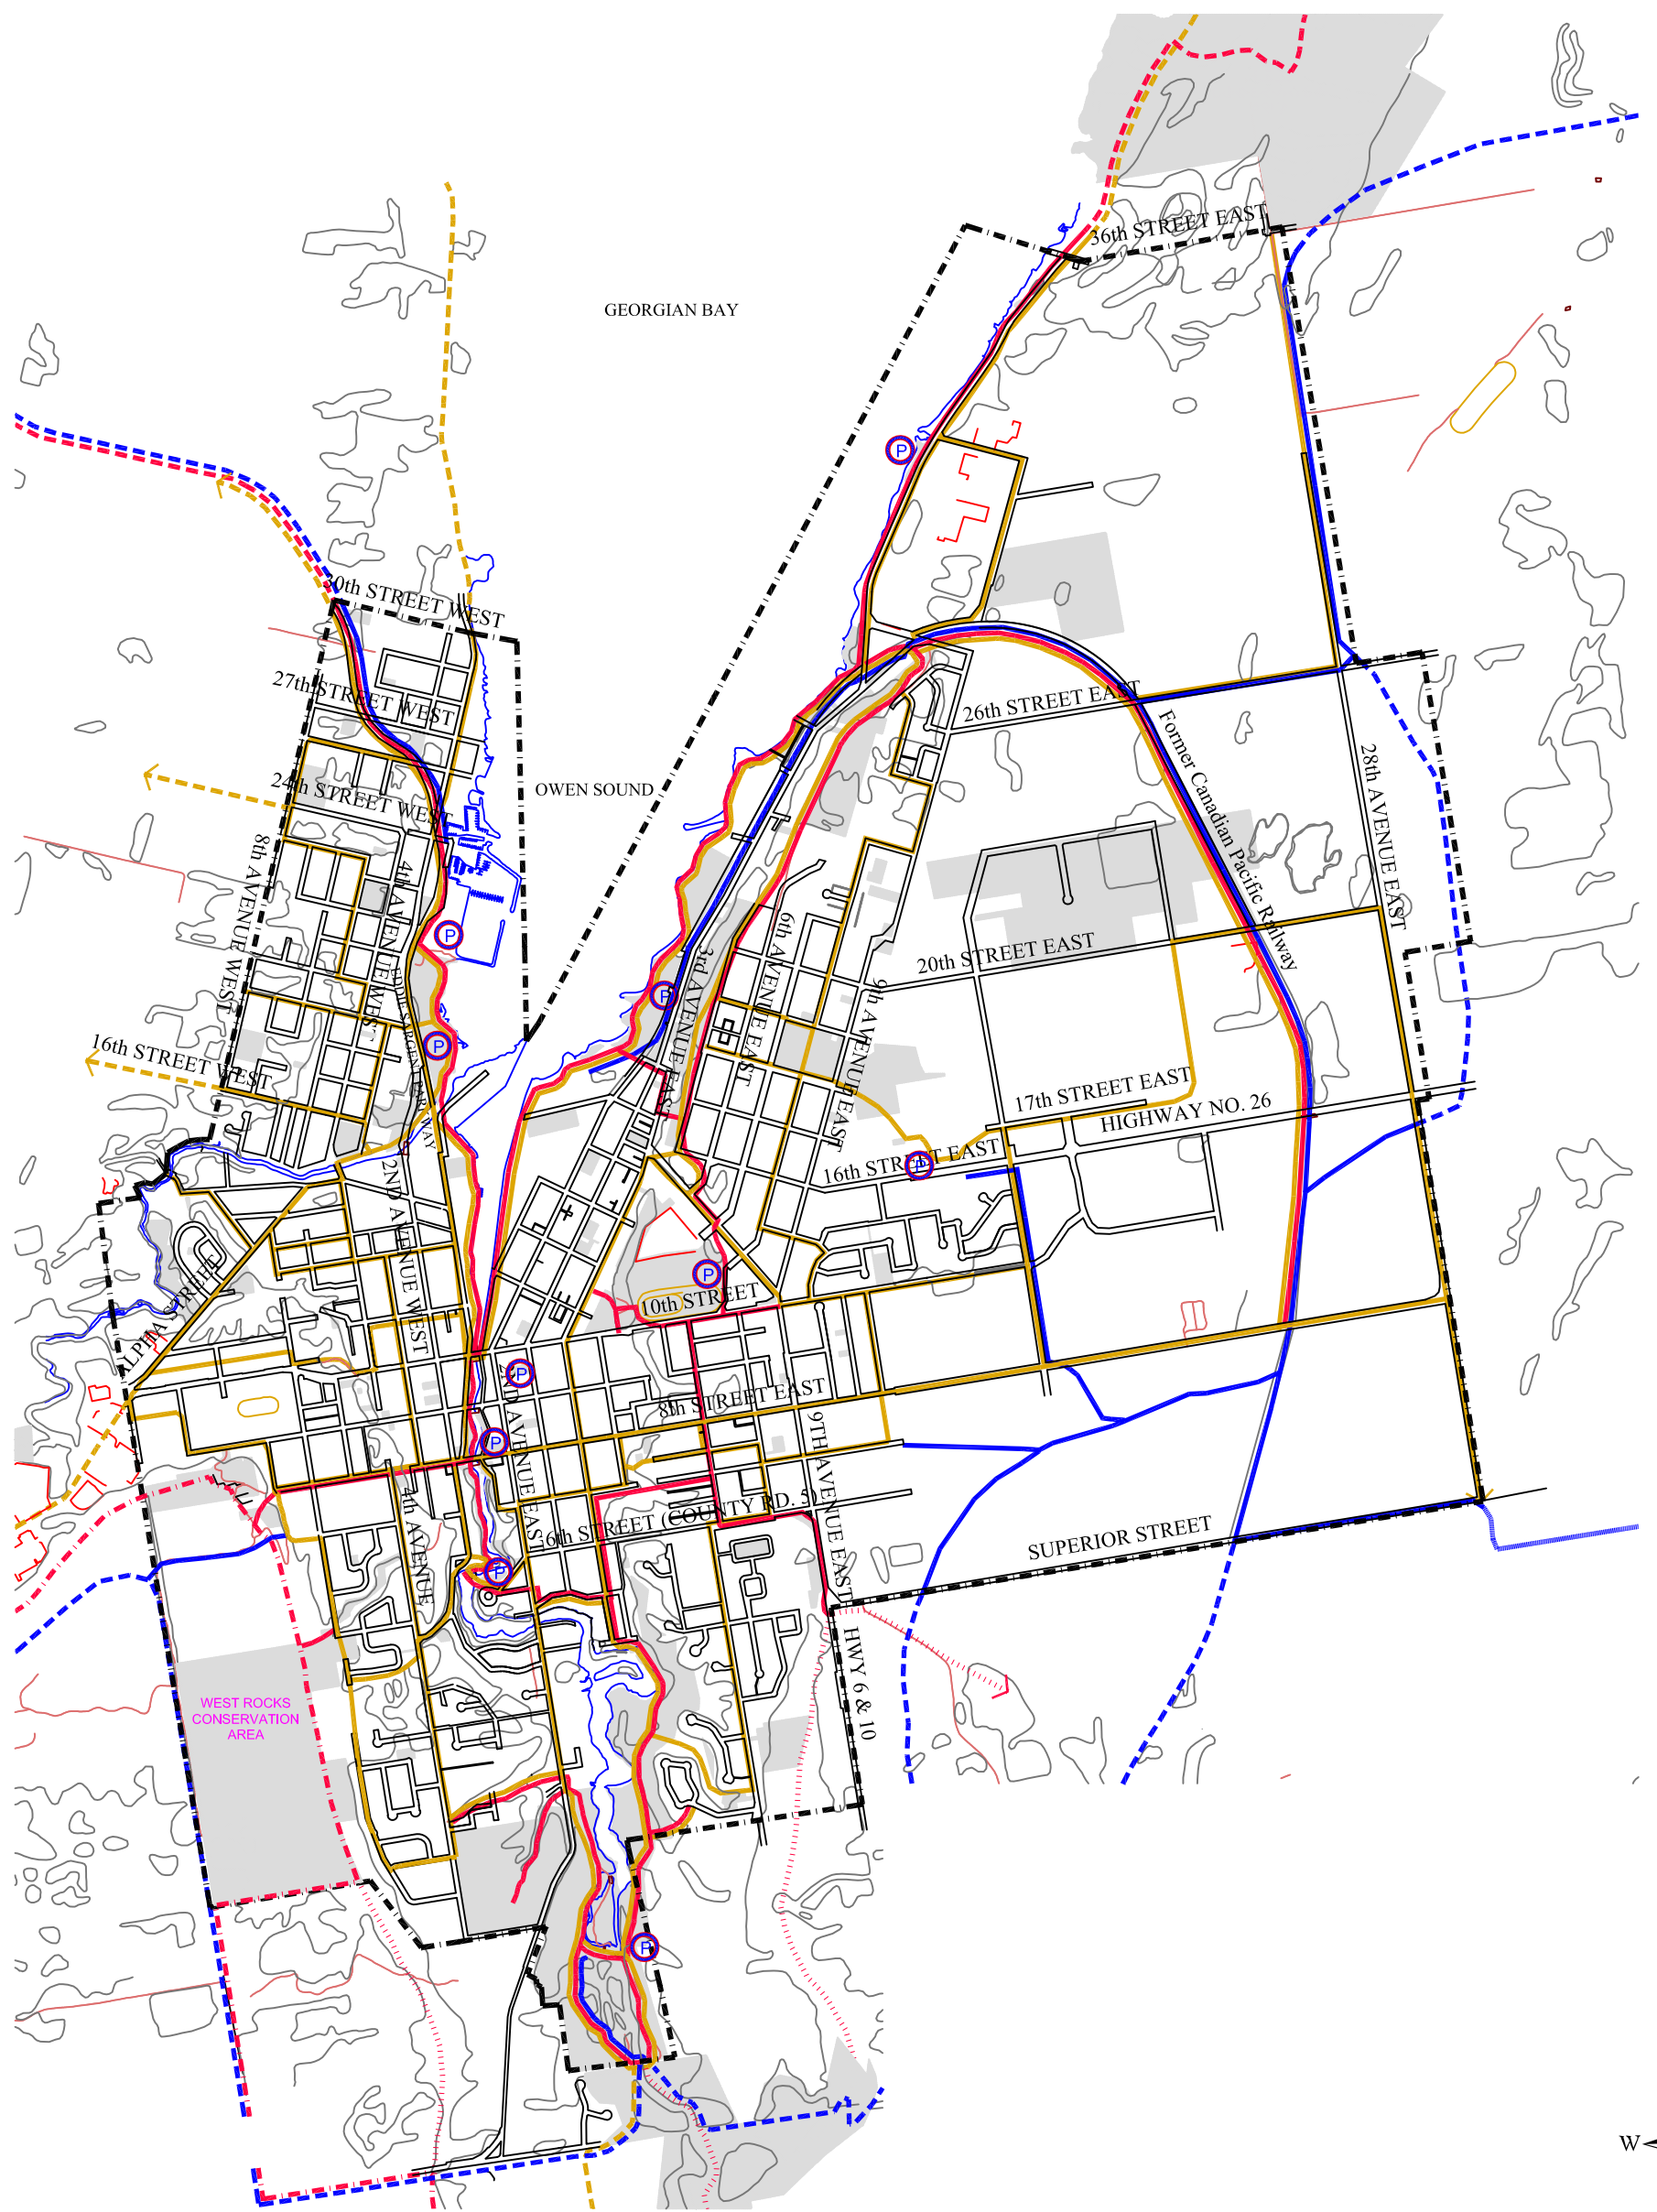 36th STREET EAST
GEORGIAN BAY
P
30th STREET WEST
27th STREET WEST
26th STREET EAST
Former Canadian Pacific Railway
28th AVENUE EAST
24th STREET WEST
OWEN SOUND
8th AVENUE WEST
4th AVENUE WEST
P
EDDIE SARGENT PARKWAY
6th AVENUE EAST
20th STREET EAST
3rd AVENUE EAST
P
9th AVENUE EAST
P
16th STREET WEST
17th STREET EAST
HIGHWAY NO. 26
16th STREET EAST
P
2ND AVENUE WEST
ALPHA STREET
P
10th STREET
P
2ND AVENUE EAST
8th STREET EAST
P
9TH AVENUE EAST
4th AVENUE
6th STREET (COUNTY RD. 5)
SUPERIOR STREET
P
HWY 6 & 10
WEST ROCKS
CONSERVATION
AREA
P
W